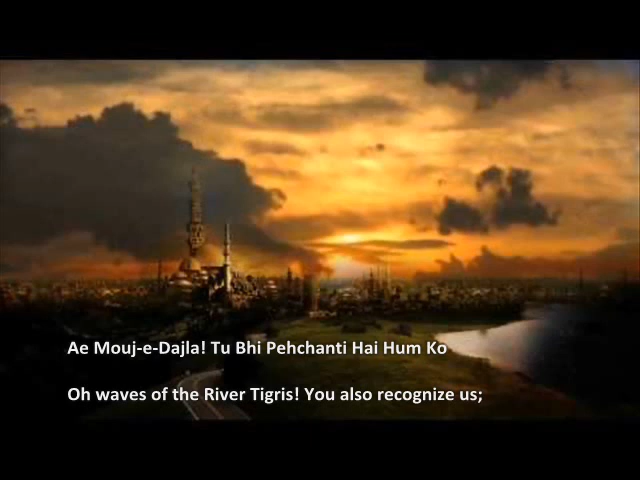 Ae Mouj-e-Dajla! Tu Bhi Pehchanti Hai Hum Ko
Oh waves of the River Tigris! You also recognize us;